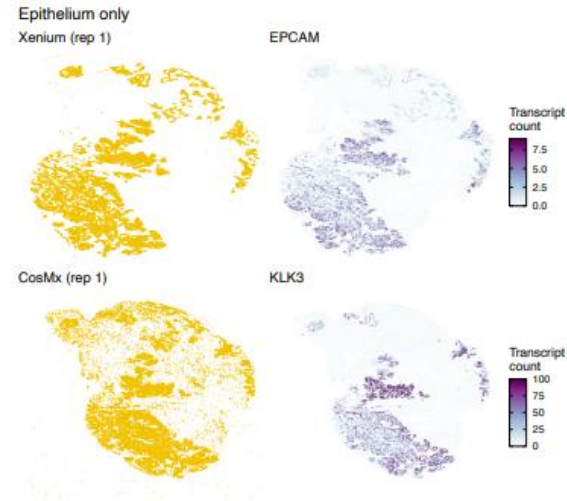 Epithelium only
Xenium (rep 1)
EPCAM
Transcript
count
7.5
5.0
2.5
0.0
CosMx (rep 1)
KLK3
Transcript
count
100
75
50
25
0